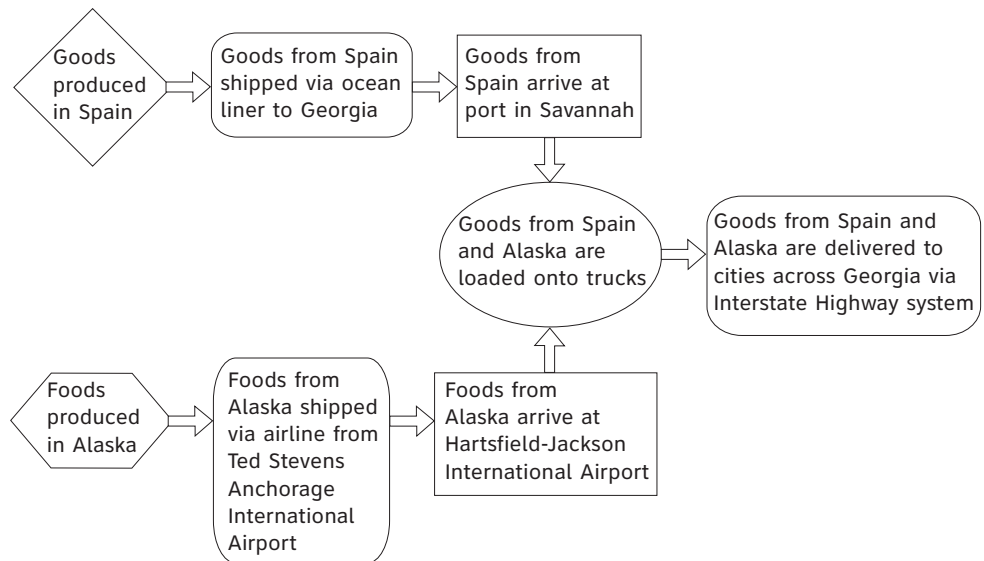 Goods
produced
in Spain
Goods from Spain
shipped via ocean
liner to Georgia
Goods from
Spain arrive at
port in Savannah
Goods from Spain
and Alaska are
loaded onto trucks
Goods from Spain and
Alaska are delivered to
cities across Georgia via
Interstate Highway system
Foods
produced
in Alaska
Foods from
Alaska shipped
via airline from
Ted Stevens
Anchorage
International
Airport
Foods from
Alaska arrive at
Hartsfield-Jackson
International Airport